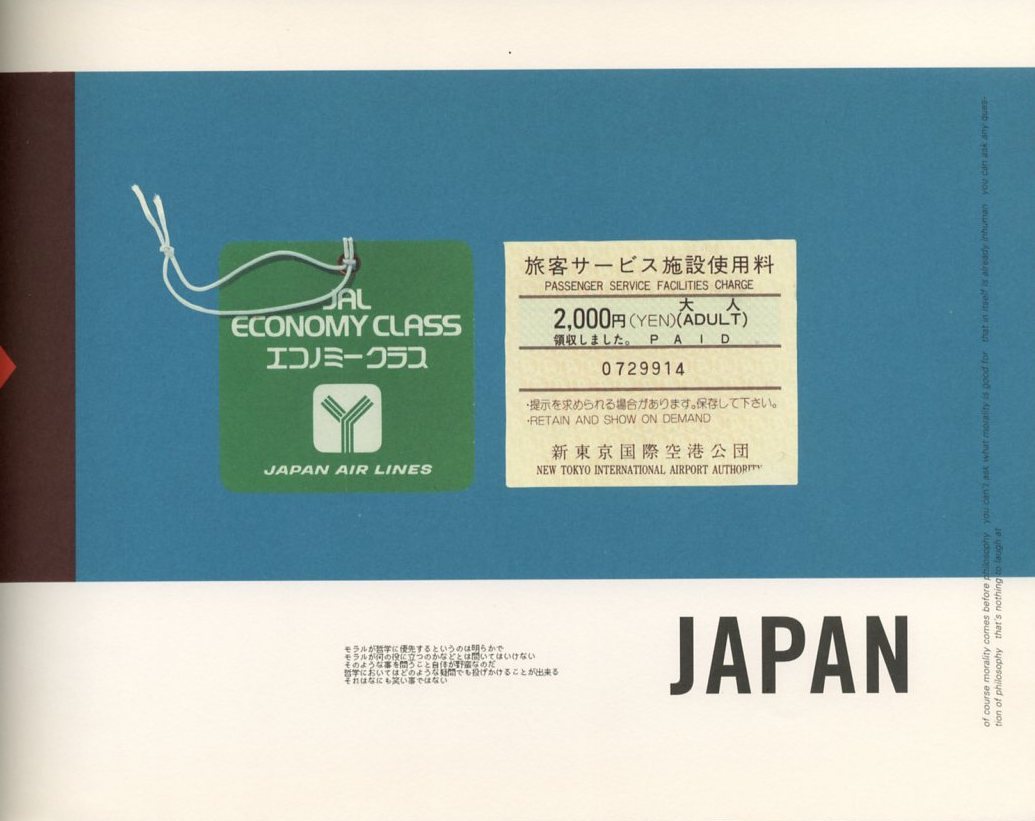 JAL
ECONOMY CLASS
エコノミークラス
JAPAN AIR LINES
旅客サービス施設使用料
PASSENGER SERVICE FACILITIES CHARGE
大人
2,000円(YEN)(ADULT)
領収しました。 PAID
0729914
・提示を求められる場合があります。保存して下さい。
・RETAIN AND SHOW ON DEMAND
新東京国際空港公団
NEW TOKYO INTERNATIONAL AIRPORT AUTHORITY
モラルが哲学に優先するというのは明らかで
モラルが何の役に立つのかなどとは聞いてはいけない
そのような事を問うこと自体が野蛮なのだ
哲学においてはどのような疑問でも投げかけることが出来る
それはなにも笑い事ではない
JAPAN
of course morality comes before philosophy you can't ask what morality is good for that in itself is already inhuman you can ask any ques-
tion of philosophy that's nothing to laugh at